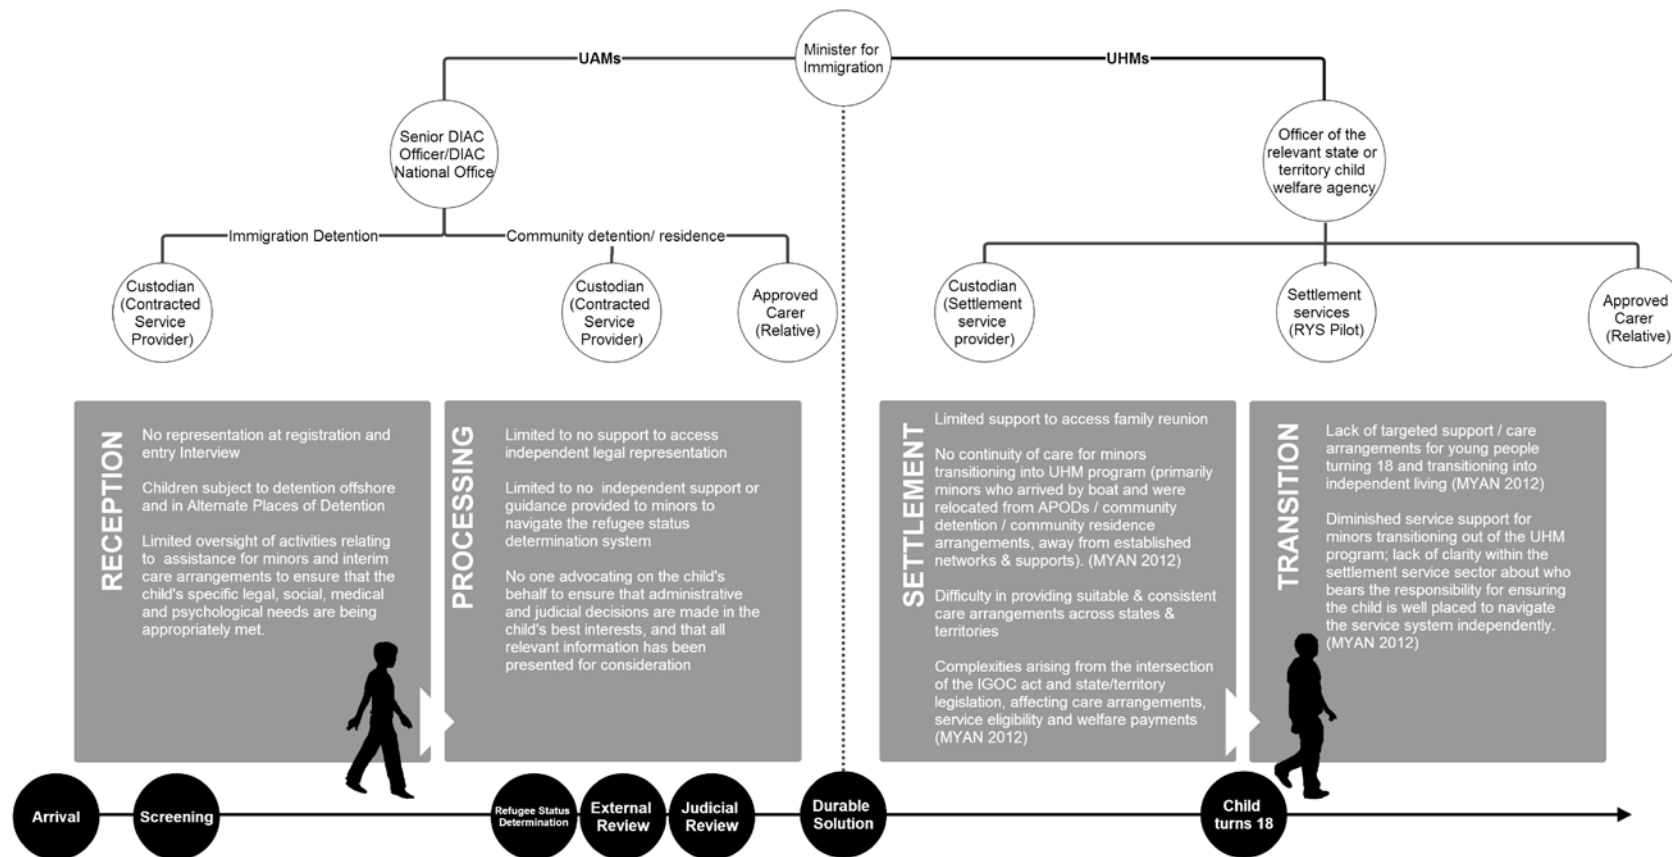 Minister for
Immigration
UAMs
UHMs
Senior DIAC
Officer/DIAC
National Office
Officer of the
relevant state or
territory child
welfare agency
Immigration Detention
Community detention/ residence
Custodian
(Contracted
Service
Provider)
Custodian
(Contracted
Service
Provider)
Approved
Carer
(Relative)
Custodian
(Settlement
service
provider)
Settlement
services
(RYS Pilot)
Approved
Carer
(Relative)
RECEPTION
No representation at registration and
entry Interview
Children subject to detention offshore
and in Alternate Places of Detention
Limited oversight of activities relating
to assistance for minors and interim
care arrangements to ensure that the
child's specific legal, social, medical
and psychological needs are being
appropriately met.
PROCESSING
Limited to no support to access
independent legal representation
Limited to no independent support or
guidance provided to minors to
navigate the refugee status
determination system
No one advocating on the child's
behalf to ensure that administrative
and judicial decisions are made in the
child's best interests, and that all
relevant information has been
presented for consideration
SETTLEMENT
Limited support to access family reunion
No continuity of care for minors
transitioning into UHM program (primarily
minors who arrived by boat and were
relocated from APODs / community
detention / community residence
arrangements, away from established
networks & supports). (MYAN 2012)
Difficulty in providing suitable & consistent
care arrangements across states &
territories
Complexities arising from the intersection
of the IGOC act and state/territory
legislation, affecting care arrangements,
service eligibility and welfare payments
(MYAN 2012)
TRANSITION
Lack of targeted support / care
arrangements for young people
turning 18 and transitioning into
independent living (MYAN 2012)
Diminished service support for
minors transitioning out of the UHM
program; lack of clarity within the
settlement service sector about who
bears the responsibility for ensuring
the child is well placed to navigate
the service system independently.
(MYAN 2012)
Arrival
Screening
Refugee Status
Determination
External
Review
Judicial
Review
Durable
Solution
Child
turns 18